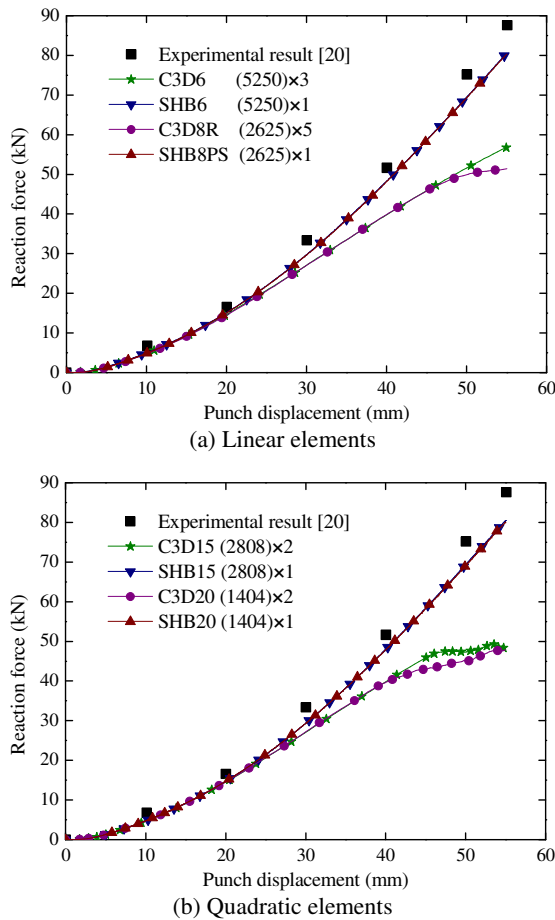 90
80
70
60
50
40
30
20
10
0
Reaction force (kN)
Experimental result [20]
C3D6 (5250)×3
SHB6 (5250)×1
C3D8R (2625)×5
SHB8PS (2625)×1
0 10 20 30 40 50 60
Punch displacement (mm)
(a) Linear elements
90
80
70
60
50
40
30
20
10
0
Reaction force (kN)
Experimental result [20]
C3D15 (2808)×2
SHB15 (2808)×1
C3D20 (1404)×2
SHB20 (1404)×1
0 10 20 30 40 50 60
Punch displacement (mm)
(b) Quadratic elements